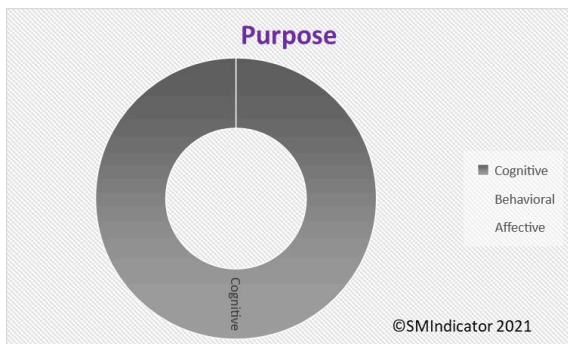 Purpose
Cognitive
Behavioral
Affective
Cognitive
©SMIndicator 2021